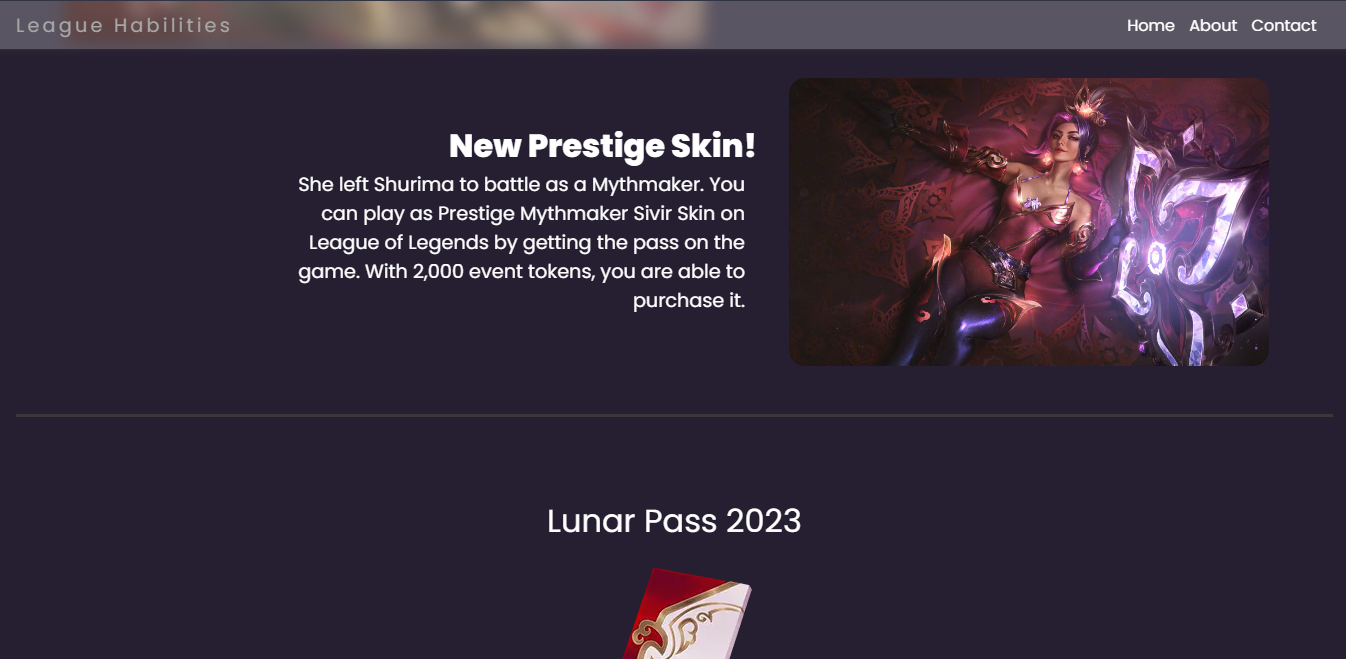 League Habilities
Home About Contact
New Prestige Skin!
She left Shurima to battle as a Mythmaker. You
can play as Prestige Mythmaker Sivir Skin on
League of Legends by getting the pass on the
game. With 2,000 event tokens, you are able to
purchase it.
Lunar Pass 2023